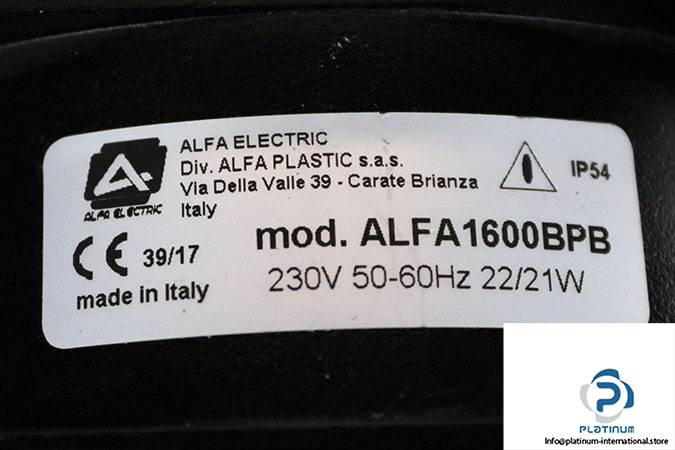 ALFA ELECTRIC
Div. ALFA PLASTIC s.a.s.
Via Della Valle 39 - Carate Brianza
Italy
ALFA ELECTRIC
IP54
CE 39/17
made in Italy
mod. ALFA1600BPB
230V 50-60Hz 22/21W
PLATINUM
Info@platinum-international.store